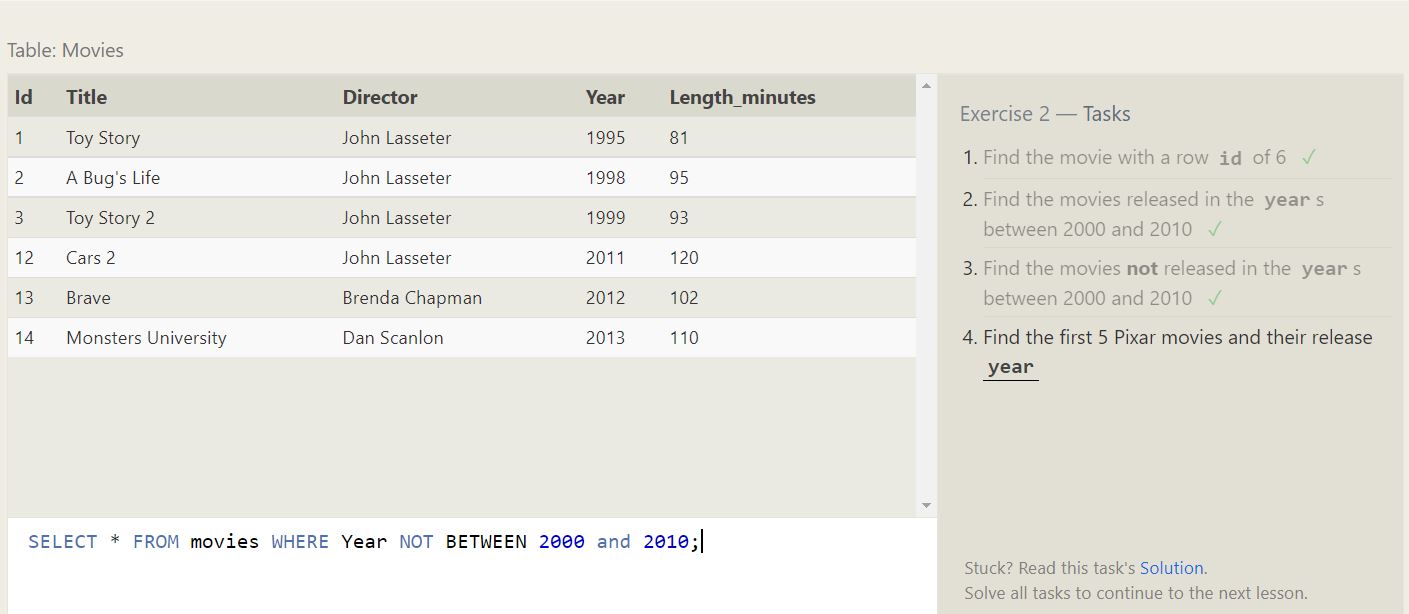 Table: Movies
Id Title Director Year Length_minutes
1 Toy Story John Lasseter 1995 81
2 A Bug's Life John Lasseter 1998 95
3 Toy Story 2 John Lasseter 1999 93
12 Cars 2 John Lasseter 2011 120
13 Brave Brenda Chapman 2012 102
14 Monsters University Dan Scanlon 2013 110
SELECT * FROM movies WHERE Year NOT BETWEEN 2000 and 2010;
Exercise 2 — Tasks
1. Find the movie with a row id of 6 ✓
2. Find the movies released in the year s
between 2000 and 2010 ✓
3. Find the movies not released in the year s
between 2000 and 2010 ✓
4. Find the first 5 Pixar movies and their release
year
Stuck? Read this task's Solution.
Solve all tasks to continue to the next lesson.